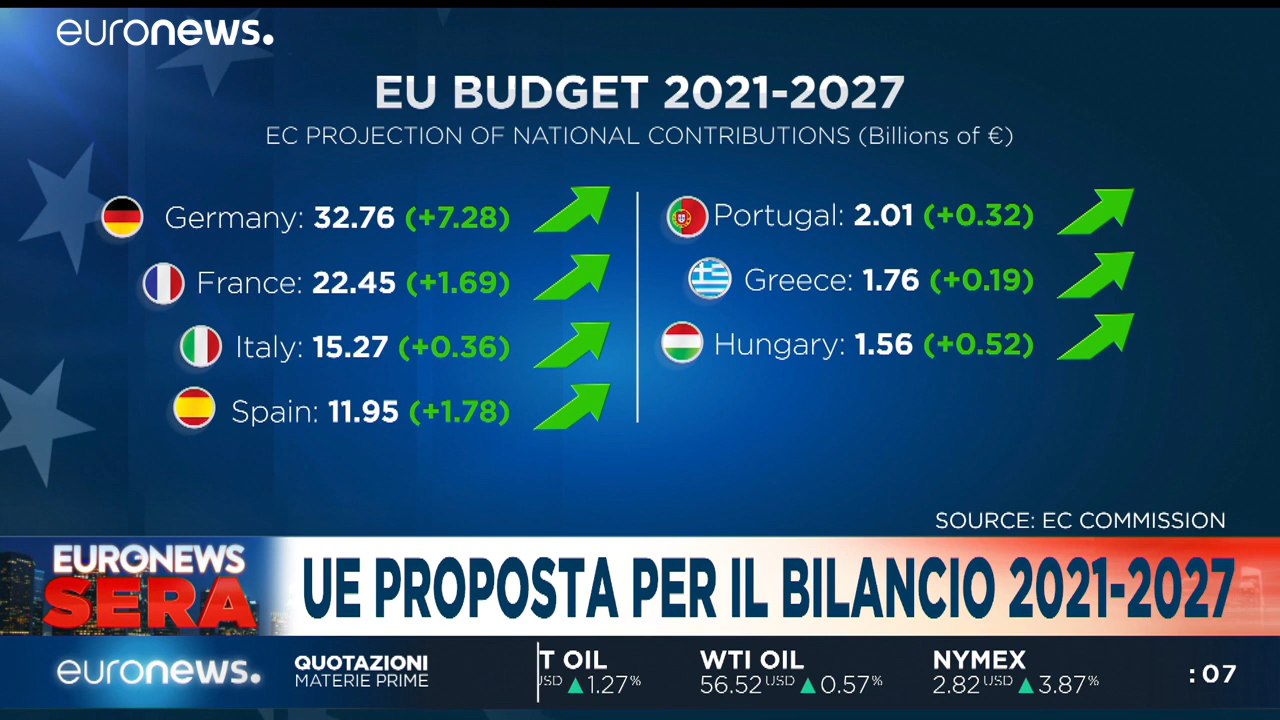 euronews.
EU BUDGET 2021-2027
EC PROJECTION OF NATIONAL CONTRIBUTIONS (Billions of €)
Germany: 32.76 (+7.28)
France: 22.45 (+1.69)
Italy: 15.27 (+0.36)
Spain: 11.95 (+1.78)
Portugal: 2.01 (+0.32)
Greece: 1.76 (+0.19)
Hungary: 1.56 (+0.52)
SOURCE: EC COMMISSION
EURONEWS
SERA
UE PROPOSTA PER IL BILANCIO 2021-2027
euronews.
QUOTAZIONI
MATERIE PRIME
T OIL
USD ▲1.27%
WTI OIL
56.52 USD ▲0.57%
NYMEX
2.82 USD ▲3.87%
:07